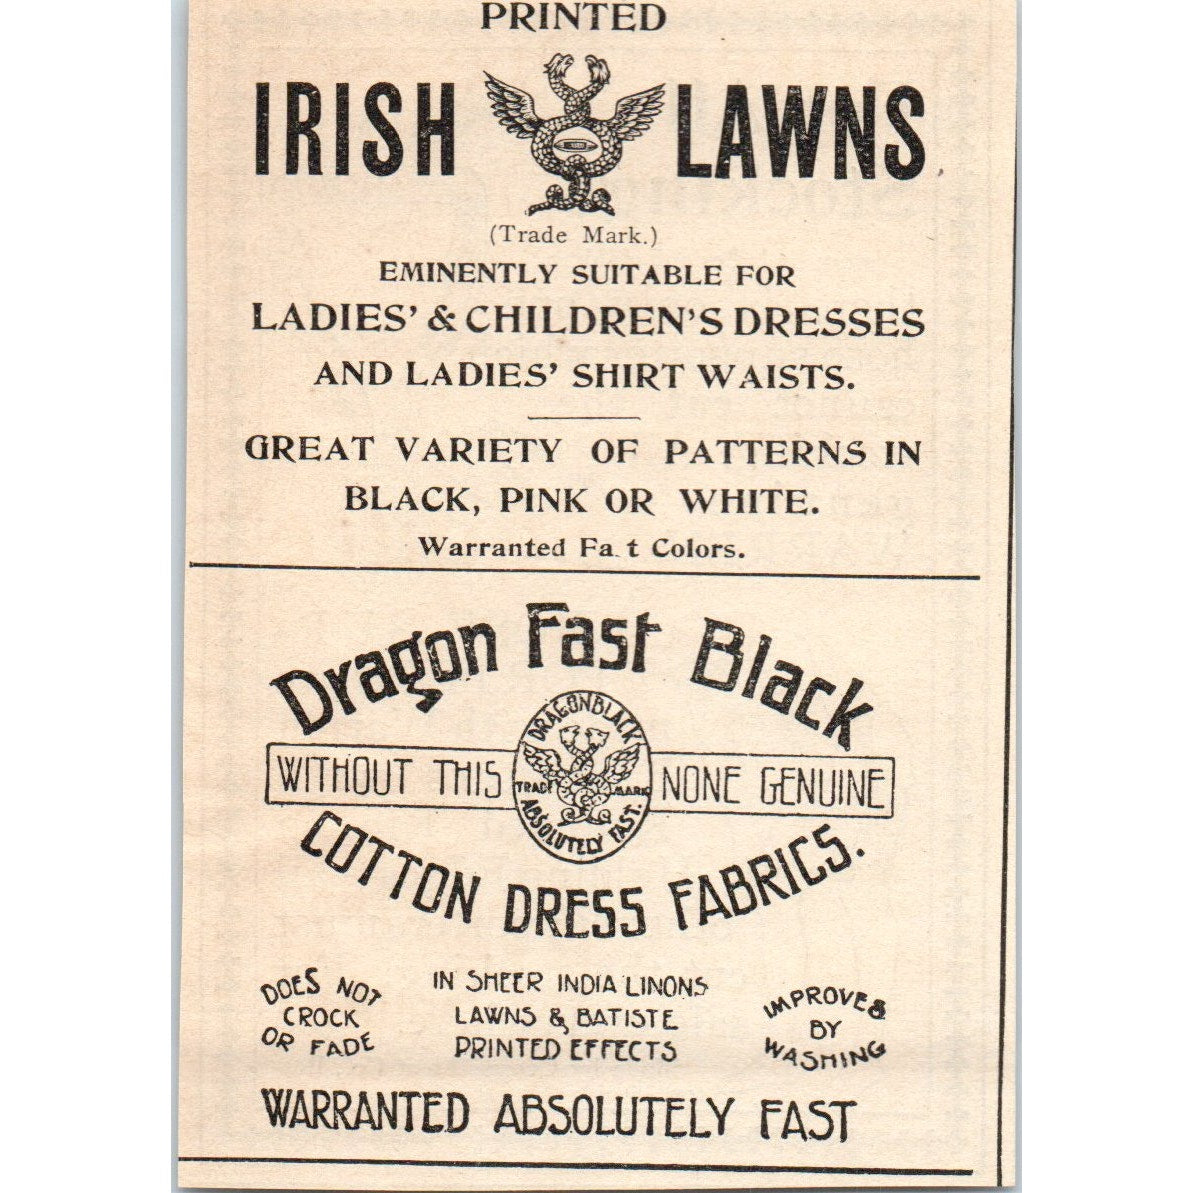 PRINTED
IRISH LAWNS
(Trade Mark.)
EMINENTLY SUITABLE FOR
LADIES' & CHILDREN'S DRESSES
AND LADIES' SHIRT WAISTS.
GREAT VARIETY OF PATTERNS IN
BLACK, PINK OR WHITE.
Warranted Fa t Colors.
Dragon Fast Black
DRAGONBLACK
WITHOUT THIS
TRADE MARK
NONE GENUINE
ABSOLUTELY FAST.
COTTON DRESS FABRICS.
DOES NOT
CROCK
OR FADE
IN SHEER INDIA LINONS
LAWNS & BATISTE
PRINTED EFFECTS
IMPROVES
BY
WASHING
WARRANTED ABSOLUTELY FAST